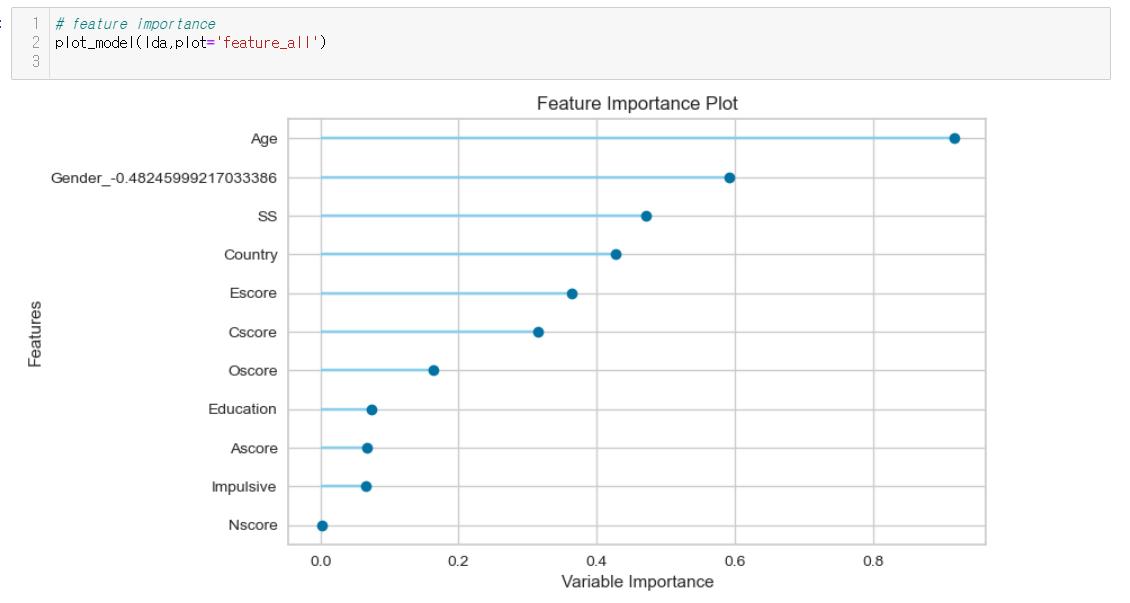 1 # feature importance
2 plot_model(lda,plot='feature_all')
3
Feature Importance Plot
Age
Gender_-0.48245999217033386
SS
Country
Escore
Cscore
Oscore
Education
Ascore
Impulsive
Nscore
Features
0.0 0.2 0.4 0.6 0.8
Variable Importance